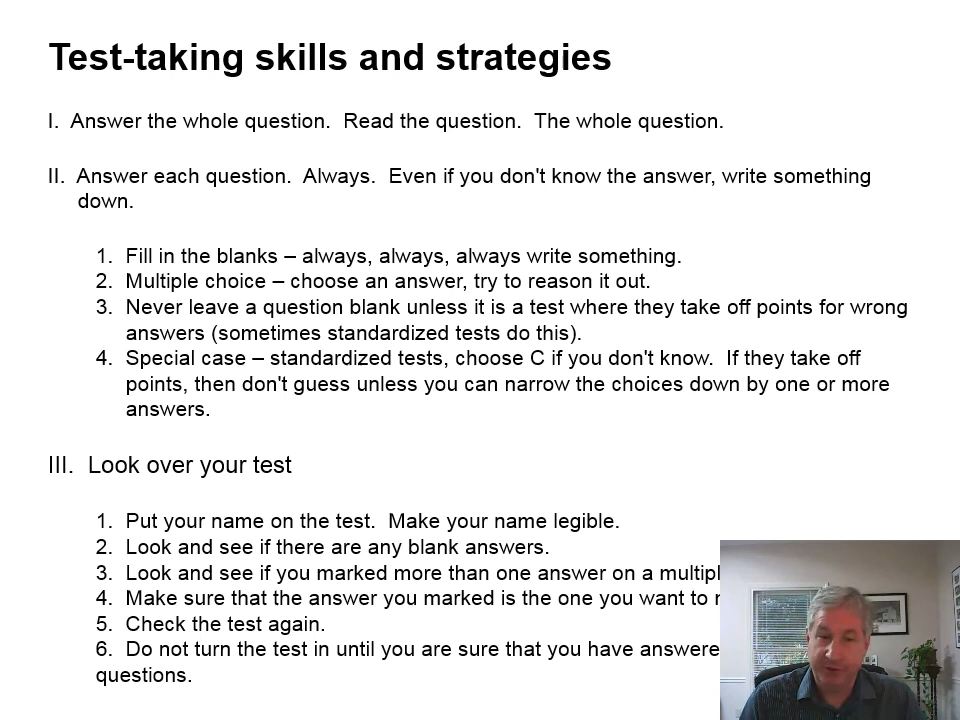 Test-taking skills and strategies
I. Answer the whole question. Read the question. The whole question.
II. Answer each question. Always. Even if you don't know the answer, write something
down.
1. Fill in the blanks – always, always, always write something.
2. Multiple choice – choose an answer, try to reason it out.
3. Never leave a question blank unless it is a test where they take off points for wrong
answers (sometimes standardized tests do this).
4. Special case – standardized tests, choose C if you don't know. If they take off
points, then don't guess unless you can narrow the choices down by one or more
answers.
III. Look over your test
1. Put your name on the test. Make your name legible.
2. Look and see if there are any blank answers.
3. Look and see if you marked more than one answer on a
4. Make sure that the answer you marked is the one you want to
5. Check the test again.
6. Do not turn the test in until you are sure that you have
questions.